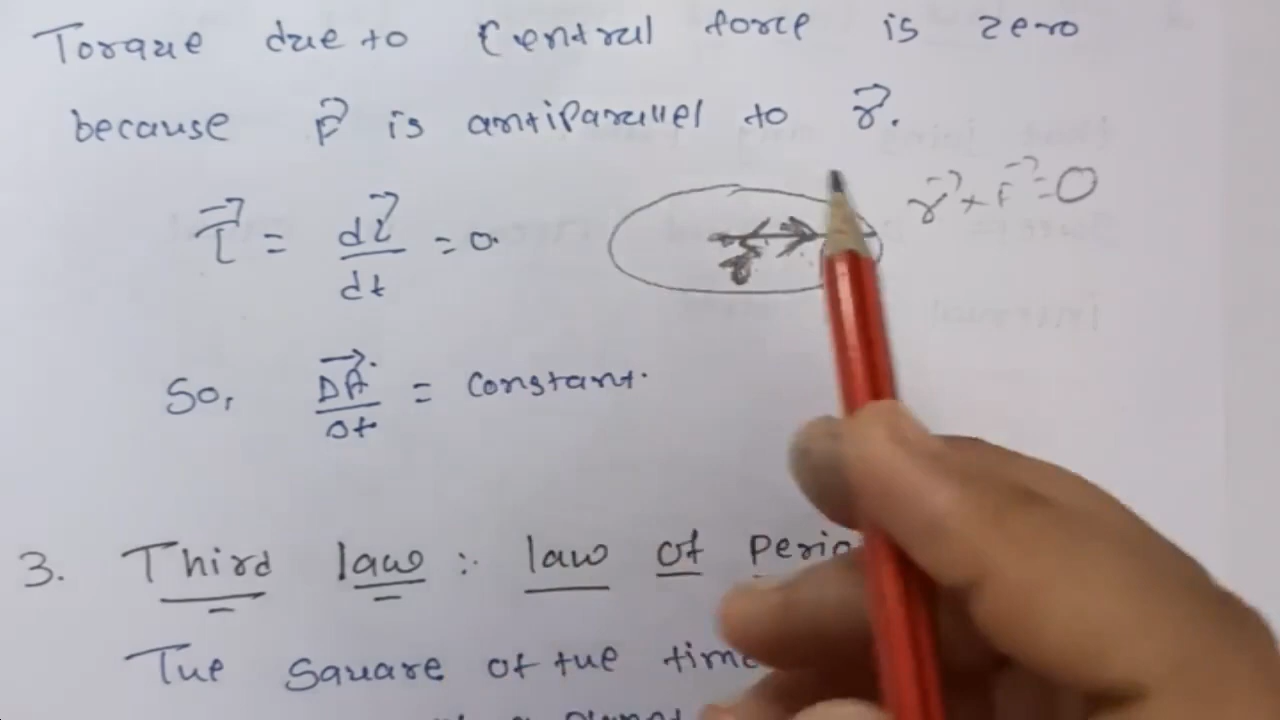 Torque due to Central force is zero
because F⃗ is antiparallel to r⃗.
r⃗ × F⃗ = 0
τ⃗ = dL⃗/dt = 0.
So, ΔA⃗/Δt = Constant.
3. Third law : law of
The square of the time